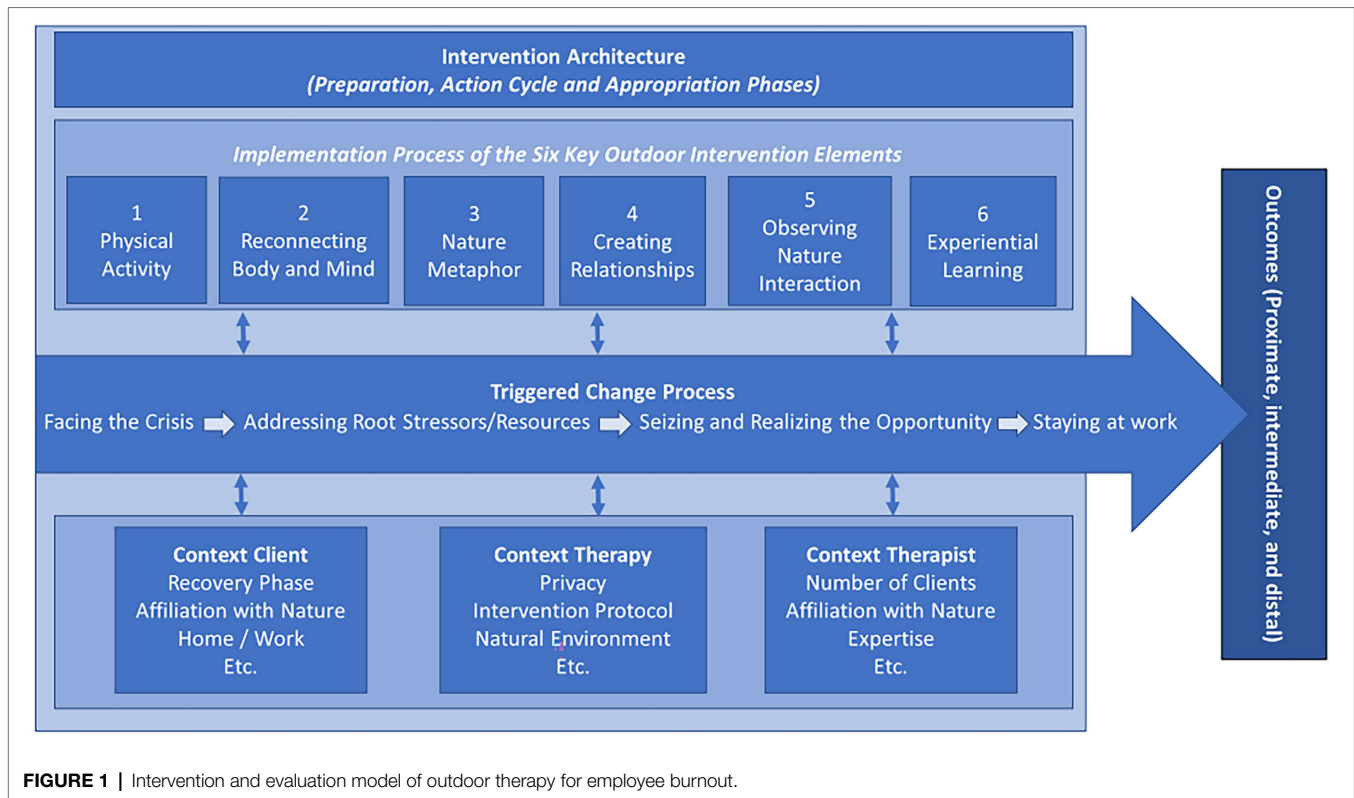 Intervention Architecture
(Preparation, Action Cycle and Appropriation Phases)
Implementation Process of the Six Key Outdoor Intervention Elements
1
Physical
Activity
2
Reconnecting
Body and Mind
3
Nature
Metaphor
4
Creating
Relationships
5
Observing
Nature
Interaction
6
Experiential
Learning
Triggered Change Process
Facing the Crisis
Addressing Root Stressors/Resources
Seizing and Realizing the Opportunity
Staying at work
Context Client
Recovery Phase
Affiliation with Nature
Home / Work
Etc.
Context Therapy
Privacy
Intervention Protocol
Natural Environment
Etc.
Context Therapist
Number of Clients
Affiliation with Nature
Expertise
Etc.
Outcomes (Proximate, intermediate, and distal)
FIGURE 1 | Intervention and evaluation model of outdoor therapy for employee burnout.